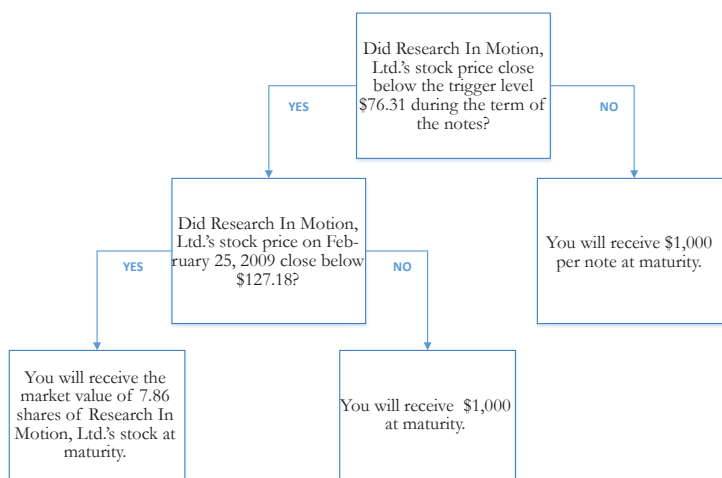 Did Research In Motion,
Ltd.'s stock price close
below the trigger level
$76.31 during the term of
the notes?
YES
NO
Did Research In Motion,
Ltd.'s stock price on Feb-
ruary 25, 2009 close below
$127.18?
You will receive $1,000
per note at maturity.
YES
NO
You will receive the
market value of 7.86
shares of Research In
Motion, Ltd.'s stock at
maturity.
You will receive $1,000
at maturity.